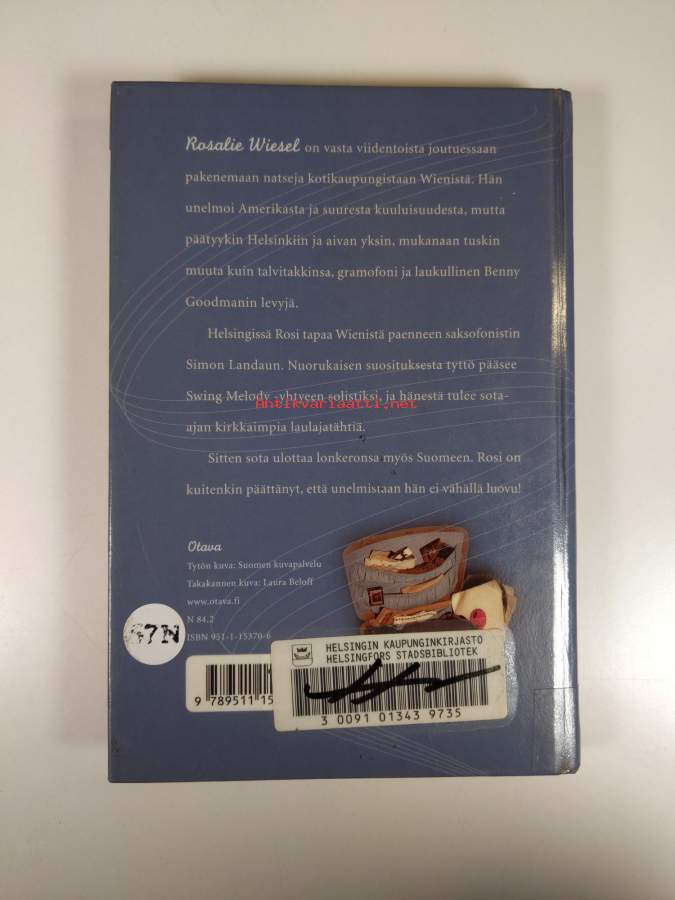 Rosalie Wiesel on vasta viidentoista joutuessaan
pakenemaan natseja kotikaupungistaan Wienistä. Hän
unelmoi Amerikasta ja suuresta kuuluisuudesta, mutta
päätyykin Helsinkiin ja aivan yksin, mukanaan tuskin
muuta kuin talvitakkinsa, gramofoni ja laukullinen Benny
Goodmanin levyjä.
Helsingissä Rosi tapaa Wienistä paenneen saksofonistin
Simon Landaun. Nuorukaisen suosituksesta tyttö pääsee
Swing Melody -yhtyeen solistiksi, ja hänestä tulee sota-
Antikvariaatti.net
ajan kirkkaimpia laulajatähtiä.
Sitten sota ulottaa lonkeronsa myös Suomeen. Rosi on
kuitenkin päättänyt, että unelmistaan hän ei vähällä luovu!
Otava
Tytön kuva: Suomen kuvapalvelu
Takakannen kuva: Laura Beloff
www.otava.fi
N 84.2
ISBN 951-1-15370-6
57N
HELSINGIN KAUPUNGINKIRJASTO
HELSINGFORS STADSBIBLIOTEK
9 789511 15
3 0091 01343 9735